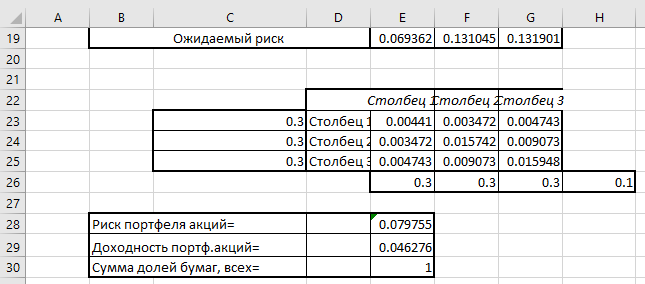 A B C D E F G H
19 Ожидаемый риск 0.069362 0.131045 0.131901
20
21
22 Столбец 1 Столбец 2 Столбец 3
23 0.3 Столбец 1 0.00441 0.003472 0.004743
24 0.3 Столбец 2 0.003472 0.015742 0.009073
25 0.3 Столбец 3 0.004743 0.009073 0.015948
26 0.3 0.3 0.3 0.1
27
28 Риск портфеля акций= 0.079755
29 Доходность портф.акций= 0.046276
30 Сумма долей бумаг, всех= 1